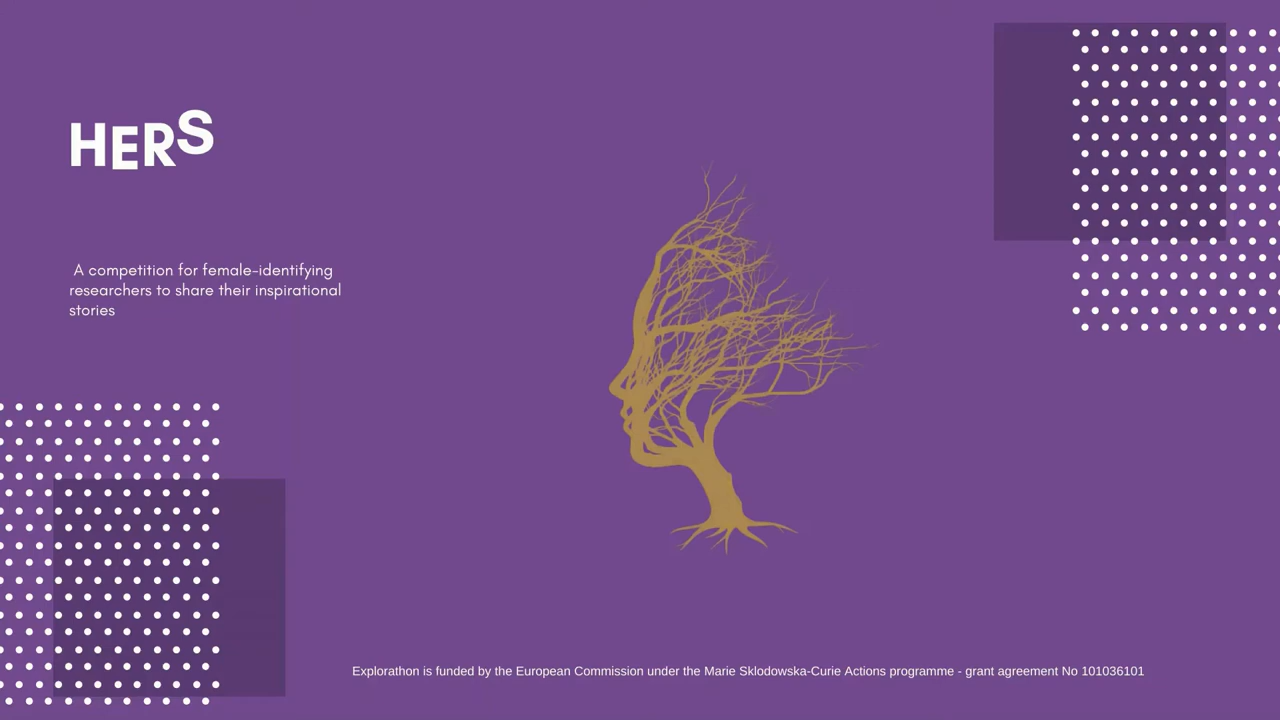 HERS
A competition for female-identifying
researchers to share their inspirational
stories
Explorathon is funded by the European Commission under the Marie Sklodowska-Curie Actions programme - grant agreement No 101036101